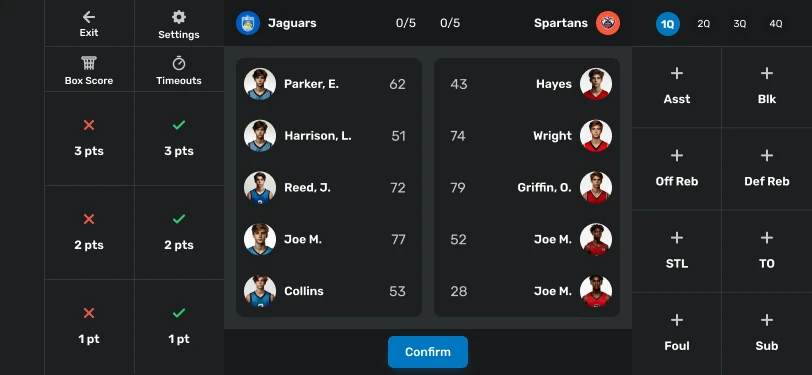 Exit
Settings
Box Score
Timeouts
3 pts
3 pts
2 pts
2 pts
1 pt
1 pt
Jaguars 0/5 0/5 Spartans
Parker, E. 62
Harrison, L. 51
Reed, J. 72
Joe M. 77
Collins 53
43 Hayes
74 Wright
79 Griffin, O.
52 Joe M.
28 Joe M.
Confirm
1Q 2Q 3Q 4Q
Asst
Blk
Off Reb
Def Reb
STL
TO
Foul
Sub